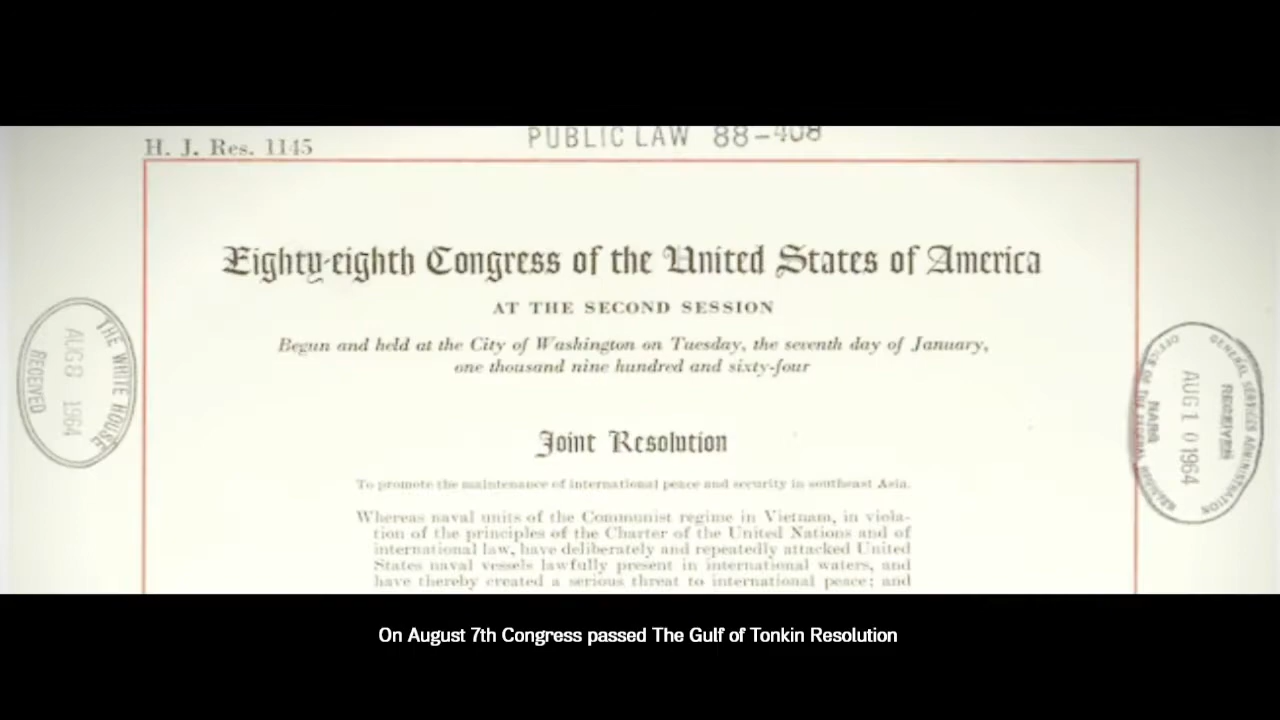 H. J. Res. 1145
PUBLIC LAW 88-408
Eighty-eighth Congress of the United States of America
AT THE SECOND SESSION
Begun and held at the City of Washington on Tuesday, the seventh day of January,
one thousand nine hundred and sixty-four
THE WHITE HOUSE
AUG 8 1964
RECEIVED
GENERAL SERVICES ADMINISTRATION
RECEIVED
AUG 10 1964
NARS
OFFICE OF THE FEDERAL REGISTER
Joint Resolution
To promote the maintenance of international peace and security in southeast Asia.
Whereas naval units of the Communist regime in Vietnam, in viola-
tion of the principles of the Charter of the United Nations and of
international law, have deliberately and repeatedly attacked United
States naval vessels lawfully present in international waters, and
have thereby created a serious threat to international peace; and
On August 7th Congress passed The Gulf of Tonkin Resolution